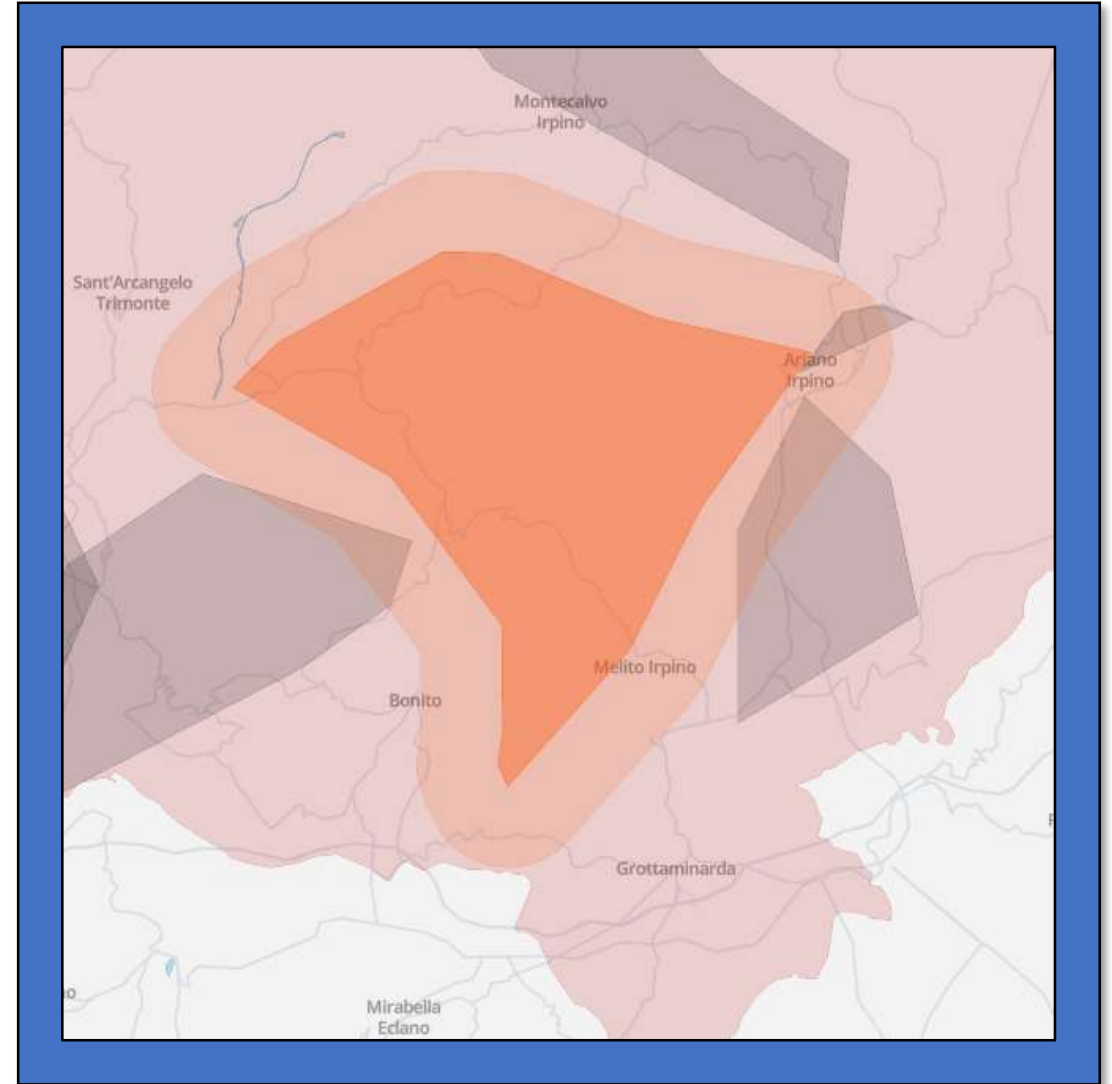 Montecalvo
Irpino
Sant'Arcangelo
Trimonte
Ariano
Irpino
Melito Irpino
Bonito
Grottaminarda
Mirabella
Eclano